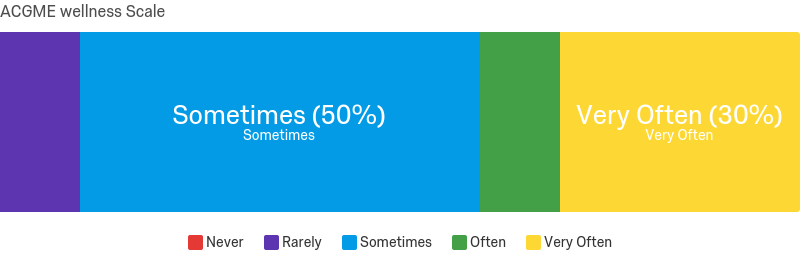 ACGME wellness Scale
Sometimes (50%)
Sometimes
Very Often (30%)
Very Often
Never
Rarely
Sometimes
Often
Very Often